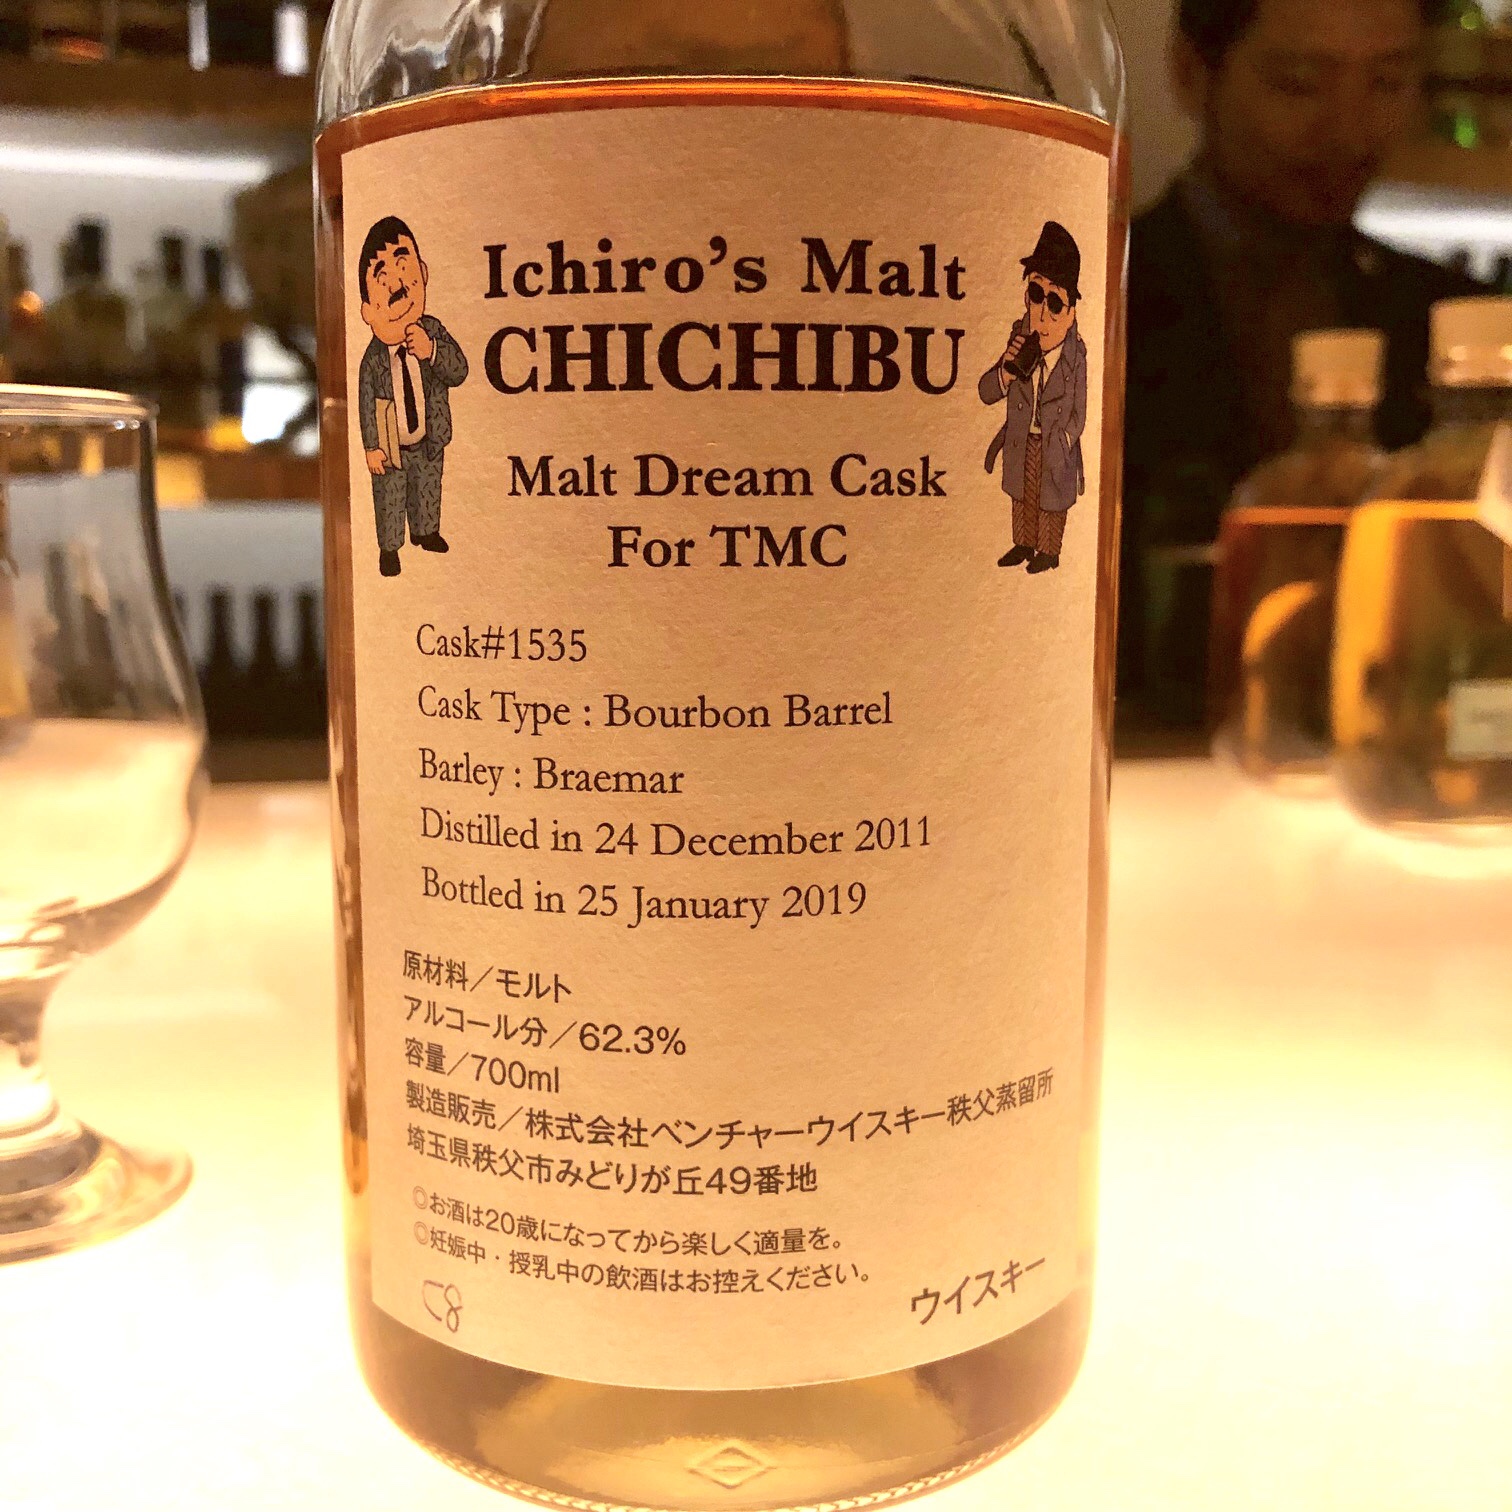 Ichiro's Malt
CHICHIBU
Malt Dream Cask
For TMC
Cask#1535
Cask Type : Bourbon Barrel
Barley : Braemar
Distilled in 24 December 2011
Bottled in 25 January 2019
原材料／モルト
アルコール分／62.3%
容量／700ml
製造販売／株式会社ベンチャーウイスキー秩父蒸留所
埼玉県秩父市みどりが丘49番地
◎お酒は20歳になってから楽しく適量を。
◎妊娠中・授乳中の飲酒はお控えください。
ウイスキー